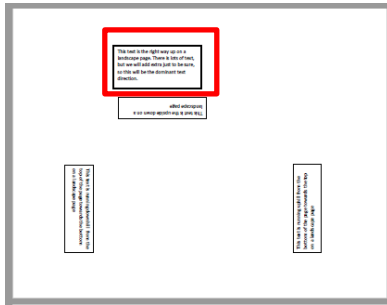 This text is the right way up on a
landscape page. There is lots of text,
but we will add extra just to be sure,
so this will be the dominant text
direction.
This text is the upside down on a
landscape page
This text is running downhill from the
top of the page towards the bottom
on a landscape page
This text is running uphill from the
bottom of the page towards the top
on a landscape page